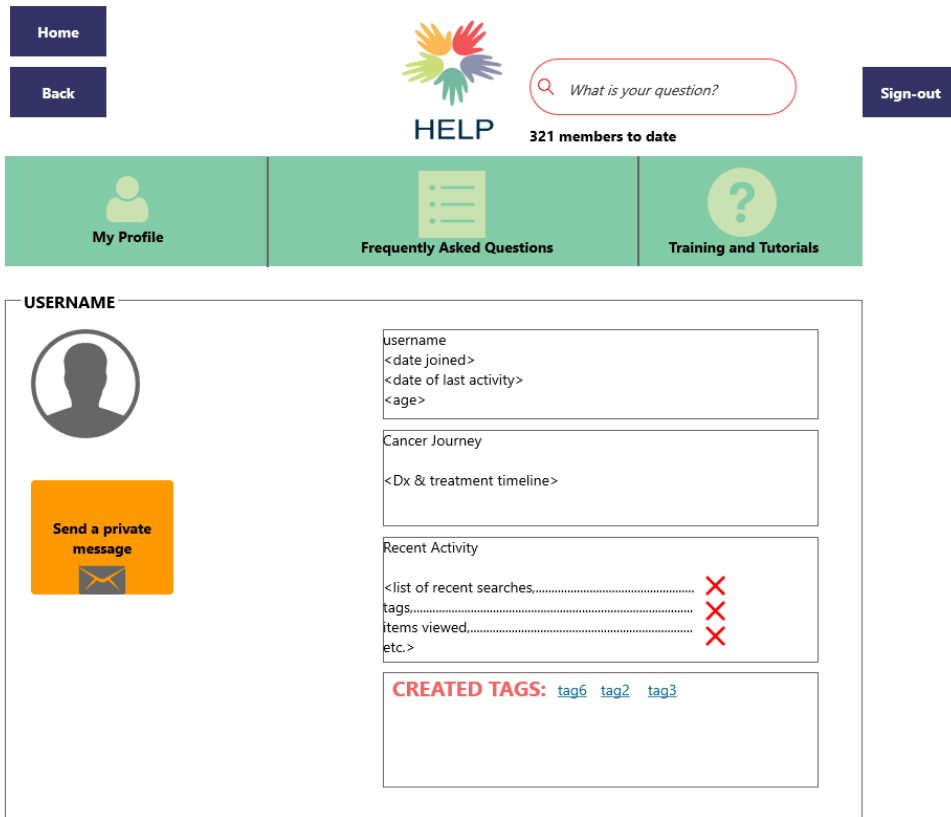 Home
Back
HELP
What is your question?
321 members to date
Sign-out
My Profile
Frequently Asked Questions
?
Training and Tutorials
USERNAME
Send a private
message
username
<date joined>
<date of last activity>
<age>
Cancer Journey
<Dx & treatment timeline>
Recent Activity
<list of recent searches,.....................................................
tags,.....................................................................................
items viewed,....................................................................
etc.>
CREATED TAGS: tag6 tag2 tag3